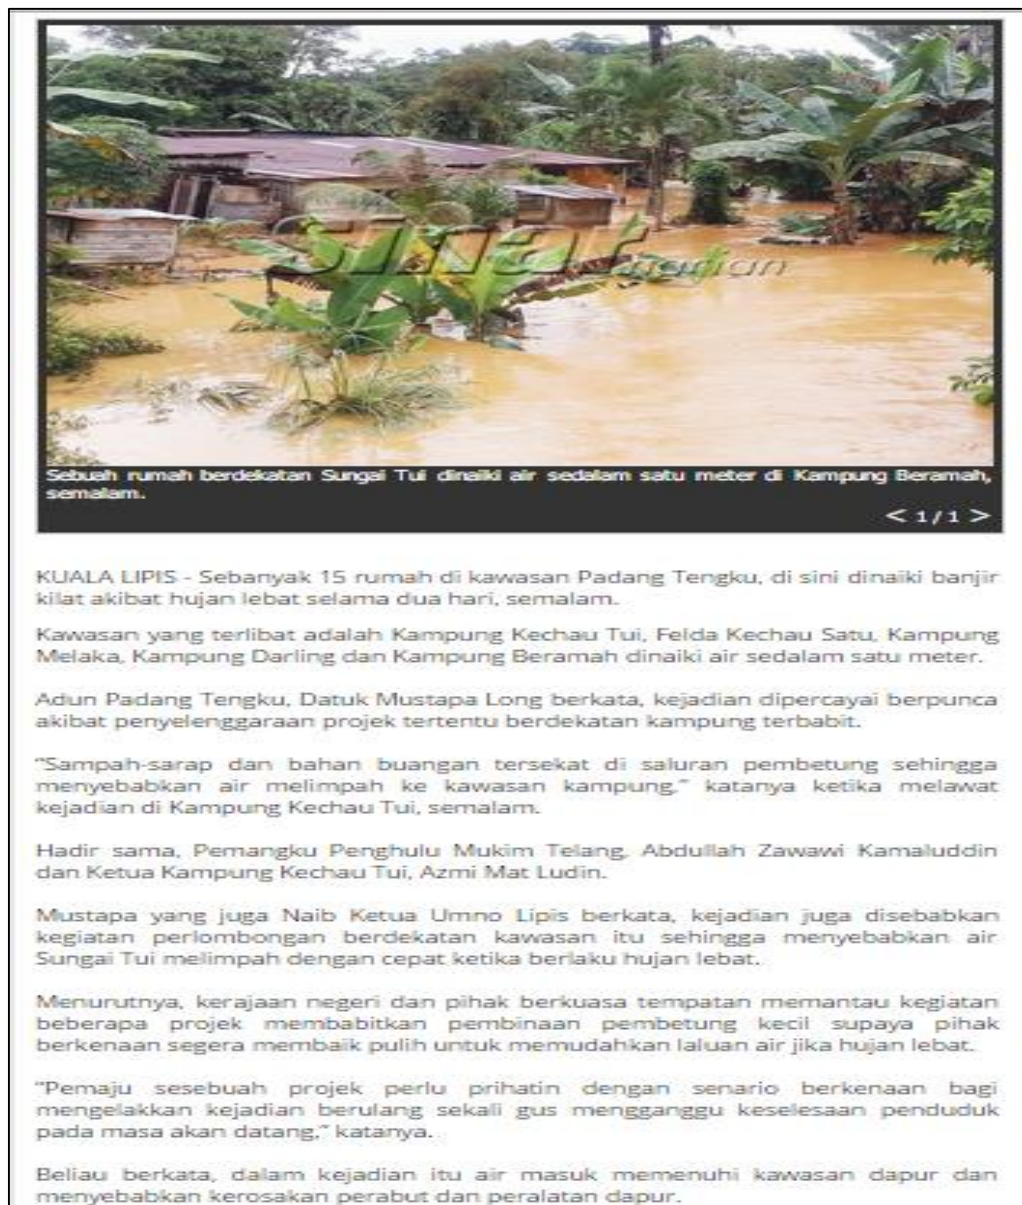 Sinar
harian
Sebuah rumah berdekatan Sungai Tui dinaiki air sedalam satu meter di Kampung Beramah,
semalam.
< 1/1 >
KUALA LIPIS - Sebanyak 15 rumah di kawasan Padang Tengku, di sini dinaiki banjir
kilat akibat hujan lebat selama dua hari, semalam.
Kawasan yang terlibat adalah Kampung Kechau Tui, Felda Kechau Satu, Kampung
Melaka, Kampung Darling dan Kampung Beramah dinaiki air sedalam satu meter.
Adun Padang Tengku, Datuk Mustapa Long berkata, kejadian dipercayai berpunca
akibat penyelenggaraan projek tertentu berdekatan kampung terbabit.
"Sampah-sarap dan bahan buangan tersekat di saluran pembetung sehingga
menyebabkan air melimpah ke kawasan kampung," katanya ketika melawat
kejadian di Kampung Kechau Tui, semalam.
Hadir sama, Pemangku Penghulu Mukim Telang, Abdullah Zawawi Kamaluddin
dan Ketua Kampung Kechau Tui, Azmi Mat Ludin.
Mustapa yang juga Naib Ketua Umno Lipis berkata, kejadian juga disebabkan
kegiatan perlombongan berdekatan kawasan itu sehingga menyebabkan air
Sungai Tui melimpah dengan cepat ketika berlaku hujan lebat.
Menurutnya, kerajaan negeri dan pihak berkuasa tempatan memantau kegiatan
beberapa projek membabitkan pembinaan pembetung kecil supaya pihak
berkenaan segera membaik pulih untuk memudahkan laluan air jika hujan lebat.
"Pemaju sesebuah projek perlu prihatin dengan senario berkenaan bagi
mengelakkan kejadian berulang sekali gus mengganggu keselesaan penduduk
pada masa akan datang," katanya.
Beliau berkata, dalam kejadian itu air masuk memenuhi kawasan dapur dan
menyebabkan kerosakan perabut dan peralatan dapur.